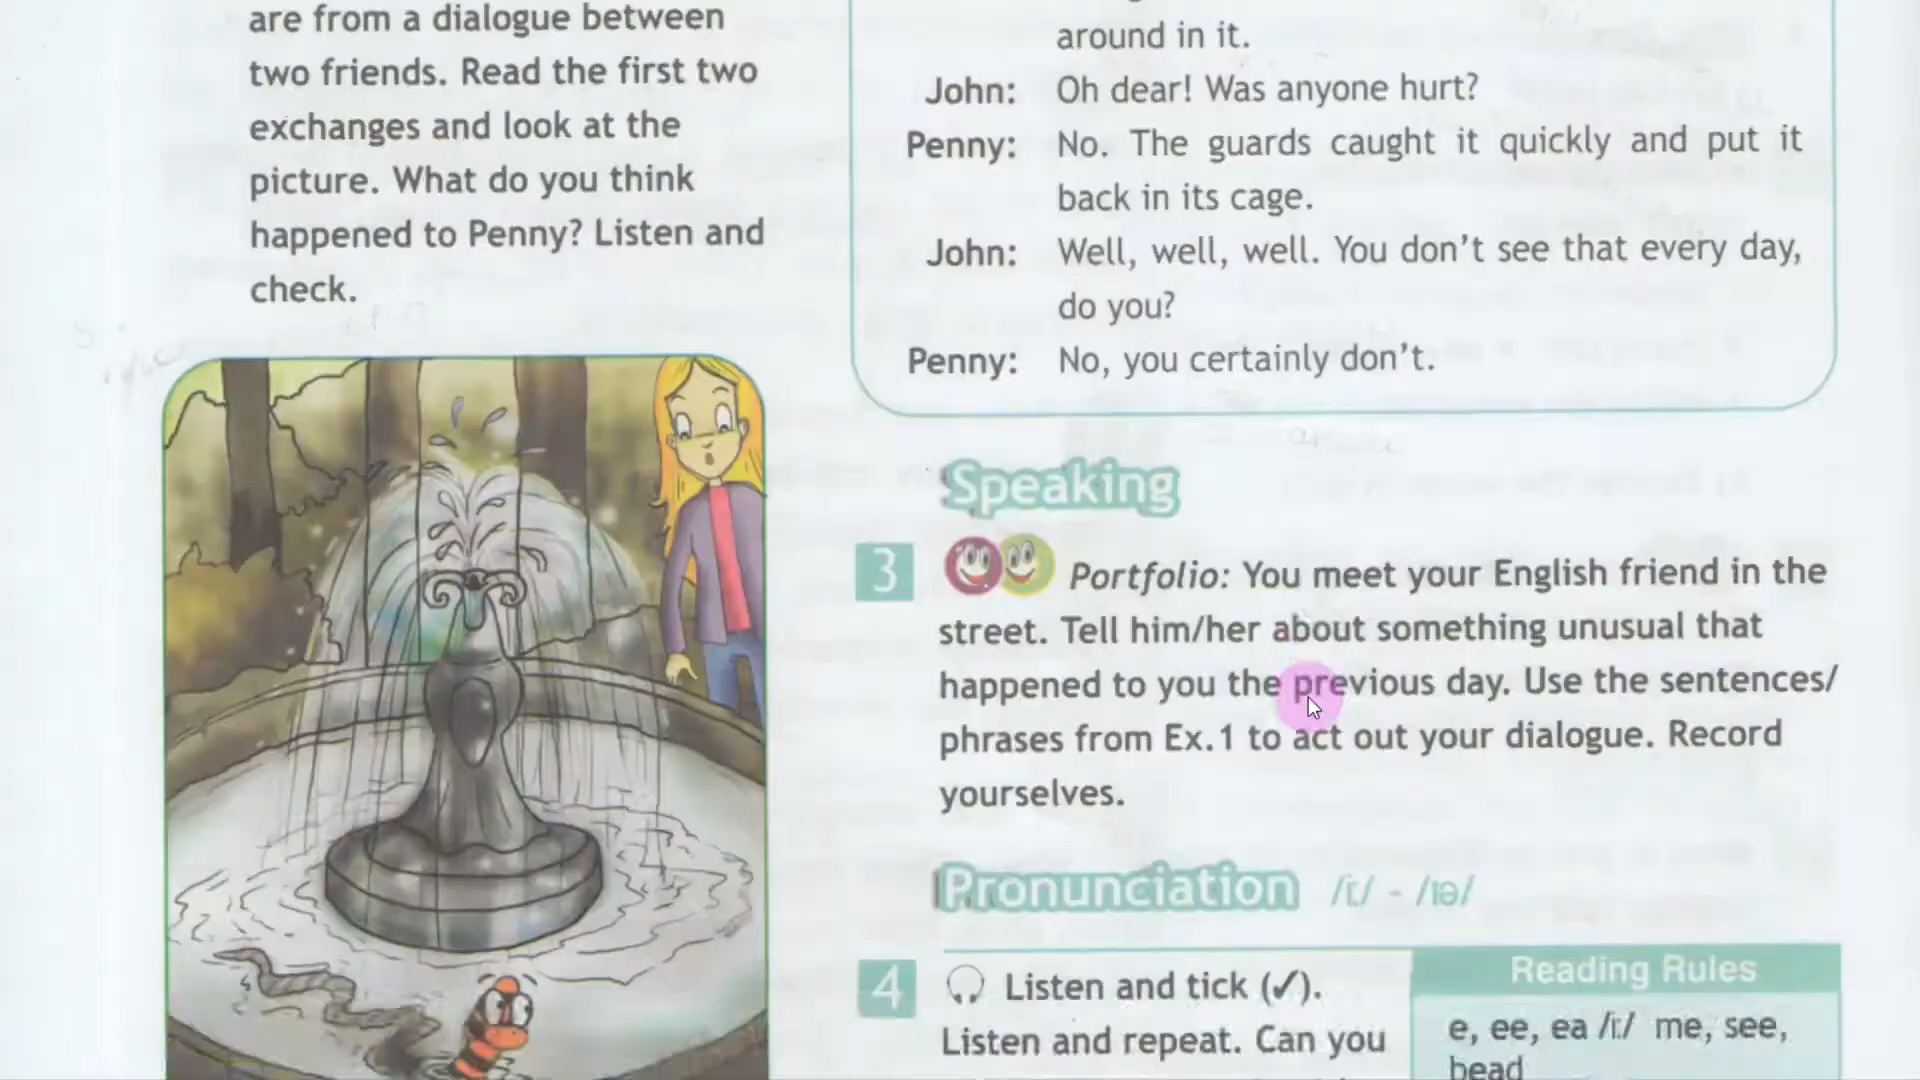 are from a dialogue between
two friends. Read the first two
exchanges and look at the
picture. What do you think
happened to Penny? Listen and
check.
around in it.
John: Oh dear! Was anyone hurt?
Penny: No. The guards caught it quickly and put it
back in its cage.
John: Well, well, well. You don't see that every day,
do you?
Penny: No, you certainly don't.
Speaking
3 Portfolio: You meet your English friend in the
street. Tell him/her about something unusual that
happened to you the previous day. Use the sentences/
phrases from Ex.1 to act out your dialogue. Record
yourselves.
Pronunciation /iː/ - /ɪə/
4 Listen and tick (✓).
Listen and repeat. Can you
Reading Rules
e, ee, ea /iː/ me, see,
bead